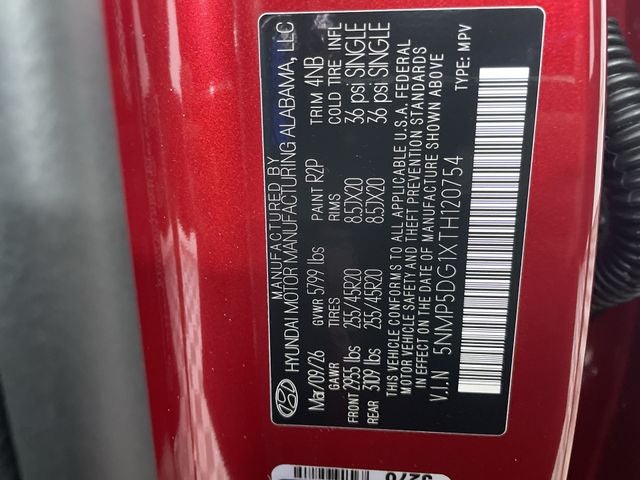 MANUFACTURED BY
HYUNDAI MOTOR MANUFACTURING ALABAMA, LLC
Mar/09/26 GVWR 5799 lbs PAINT R2P TRIM 4NB
GAWR TIRES RIMS COLD TIRE INFL
FRONT 2955 lbs 255/45R20 8.5JX20 36 psi SINGLE
REAR 3109 lbs 255/45R20 8.5JX20 36 psi SINGLE
THIS VEHICLE CONFORMS TO ALL APPLICABLE U.S.A. FEDERAL
MOTOR VEHICLE SAFETY AND THEFT PREVENTION STANDARDS
IN EFFECT ON THE DATE OF MANUFACTURE SHOWN ABOVE
V.I.N 5NMP5DG1XTH120754 TYPE: MPV